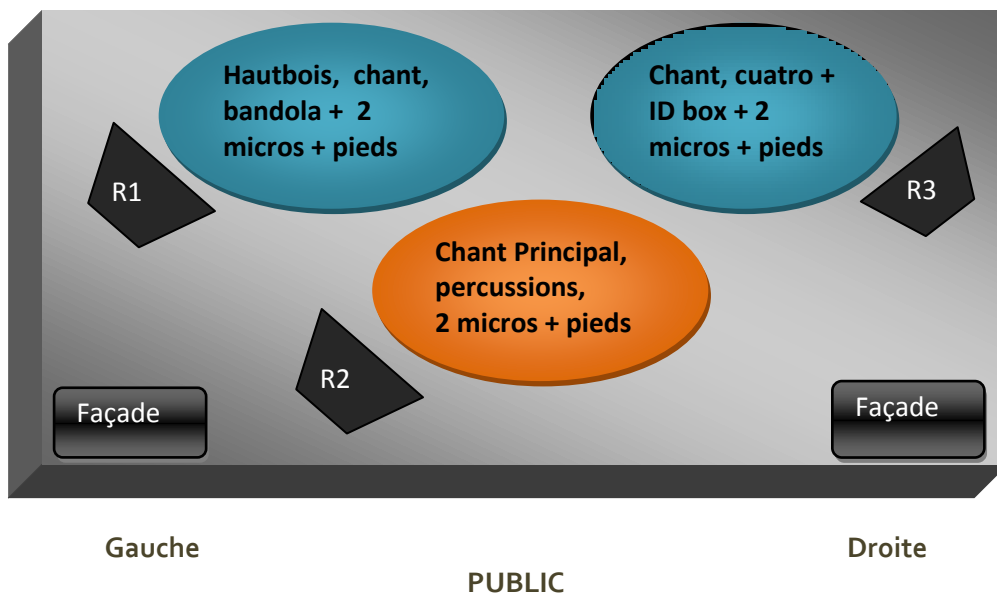 Hautbois, chant,
bandola + 2
micros + pieds
Chant, cuatro +
ID box + 2
micros + pieds
R1
R3
Chant Principal,
percussions,
2 micros + pieds
R2
Façade
Façade
Gauche
Droite
PUBLIC